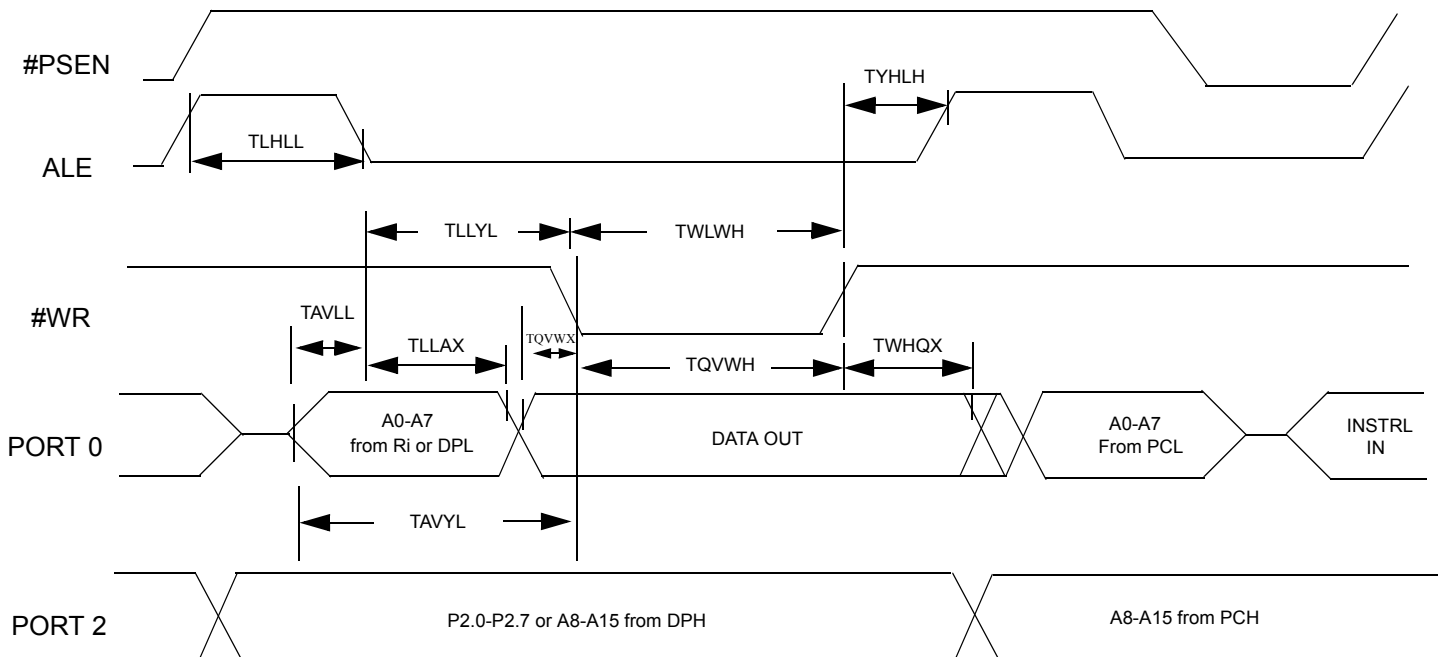 #PSEN
TYHLH
TLHLL
ALE
TLLYL
TWLWH
#WR
TAVLL
TLLAX
TQVWX
TQVWH
TWHQX
PORT 0
A0-A7
from Ri or DPL
DATA OUT
A0-A7
From PCL
INSTRL
IN
TAVYL
PORT 2
P2.0-P2.7 or A8-A15 from DPH
A8-A15 from PCH